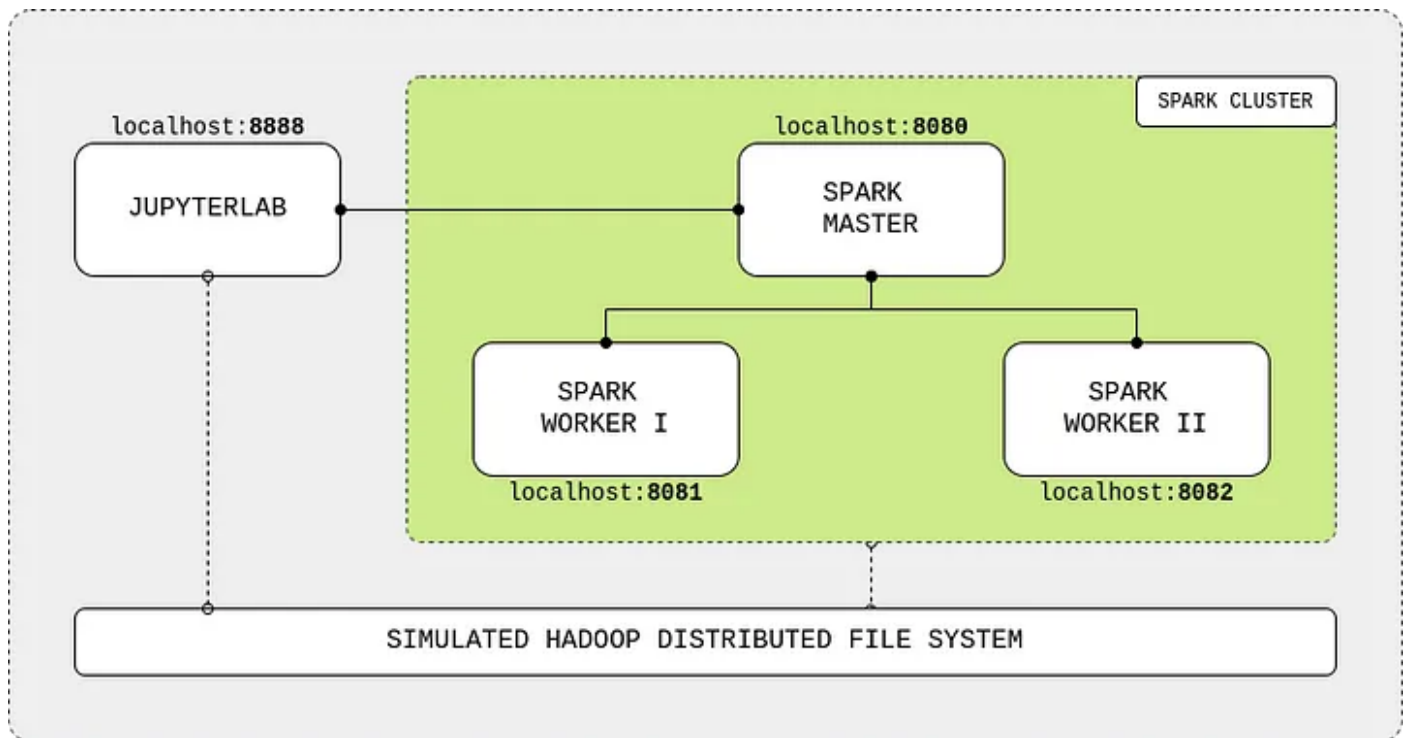 SPARK CLUSTER
localhost:8888
localhost:8080
JUPYTERLAB
SPARK
MASTER
SPARK
WORKER I
SPARK
WORKER II
localhost:8081
localhost:8082
SIMULATED HADOOP DISTRIBUTED FILE SYSTEM